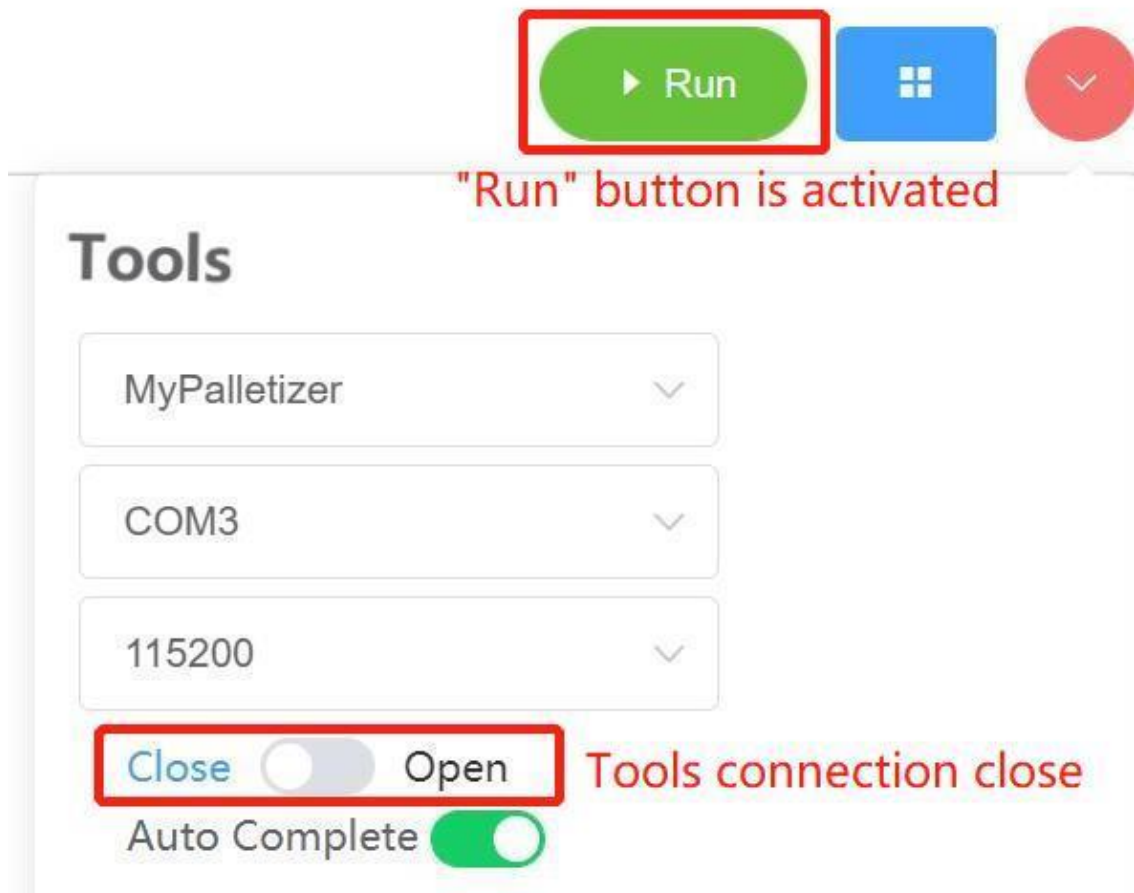 Run
"Run" button is activated
Tools
MyPalletizer
COM3
115200
Close Open
Tools connection close
Auto Complete